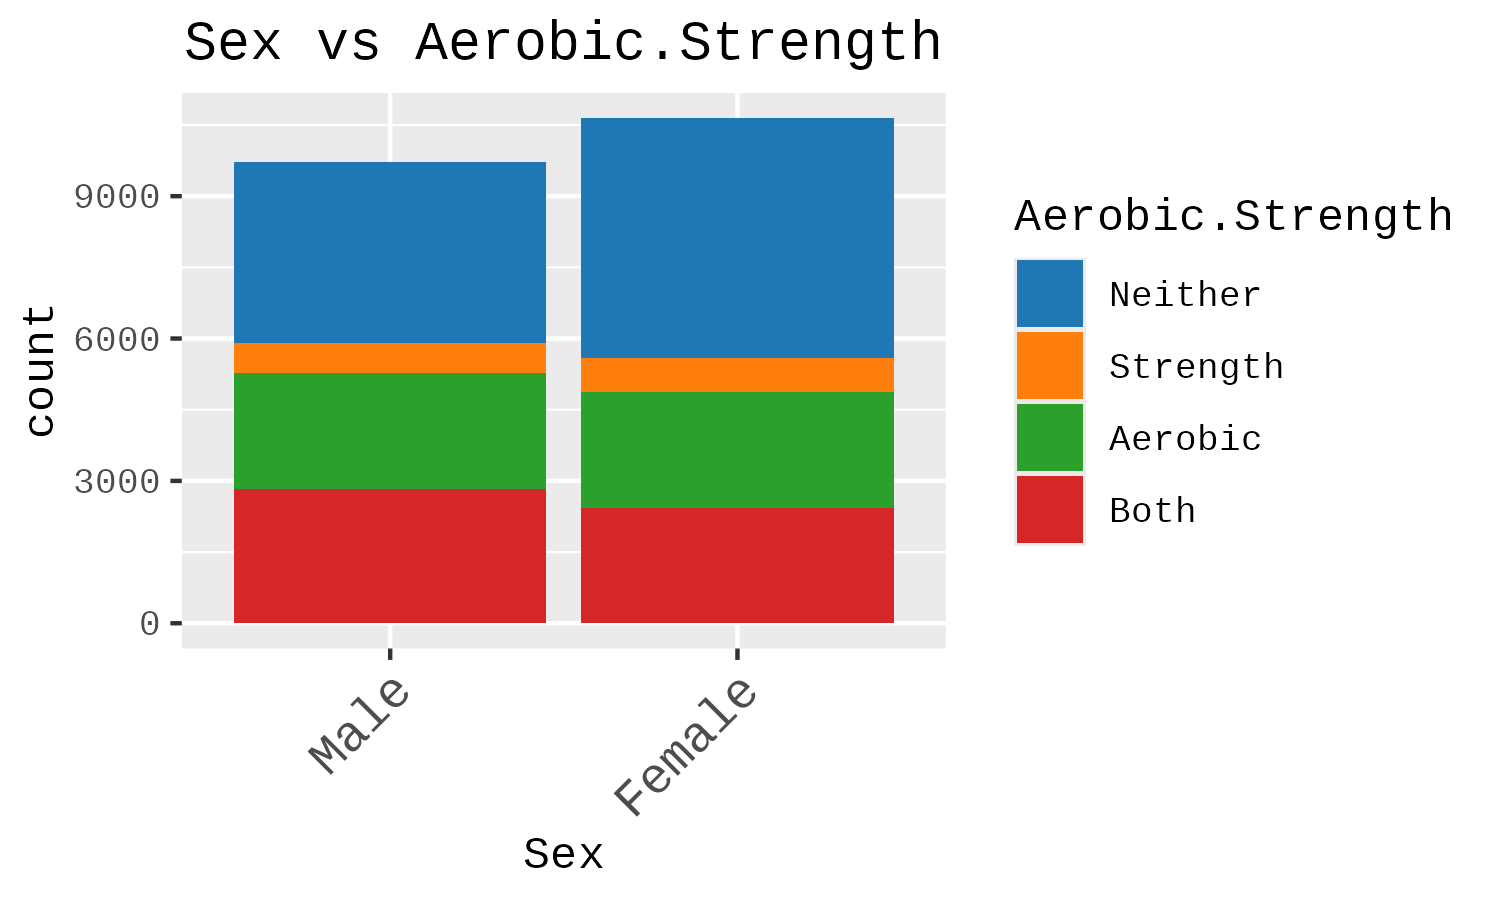 Sex vs Aerobic.Strength
count
9000
6000
3000
0
Male
Female
Sex
Aerobic.Strength
Neither
Strength
Aerobic
Both